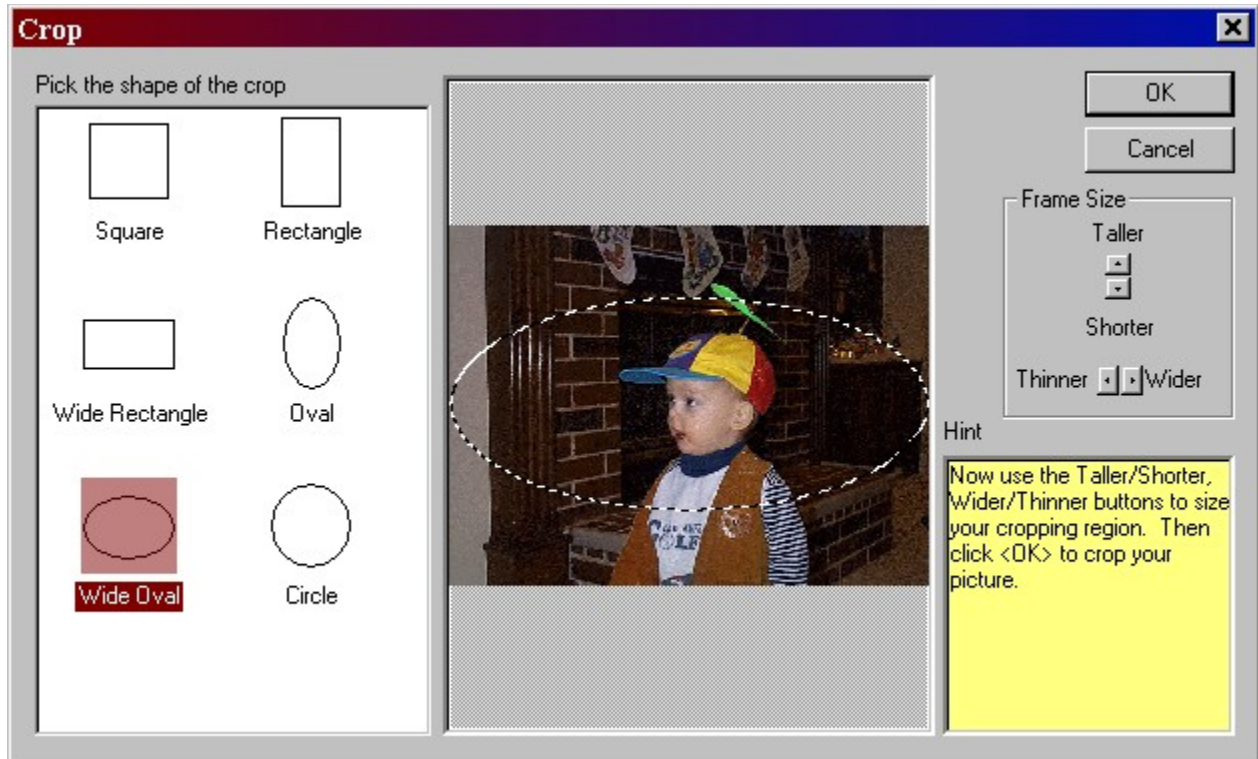 Crop
Pick the shape of the crop
Square
Rectangle
Wide Rectangle
Oval
Wide Oval
Circle
OK
Cancel
Frame Size
Taller
Shorter
Thinner
Wider
Hint
Now use the Taller/Shorter,
Wider/Thinner buttons to size
your cropping region.  Then
click <OK> to crop your
picture.